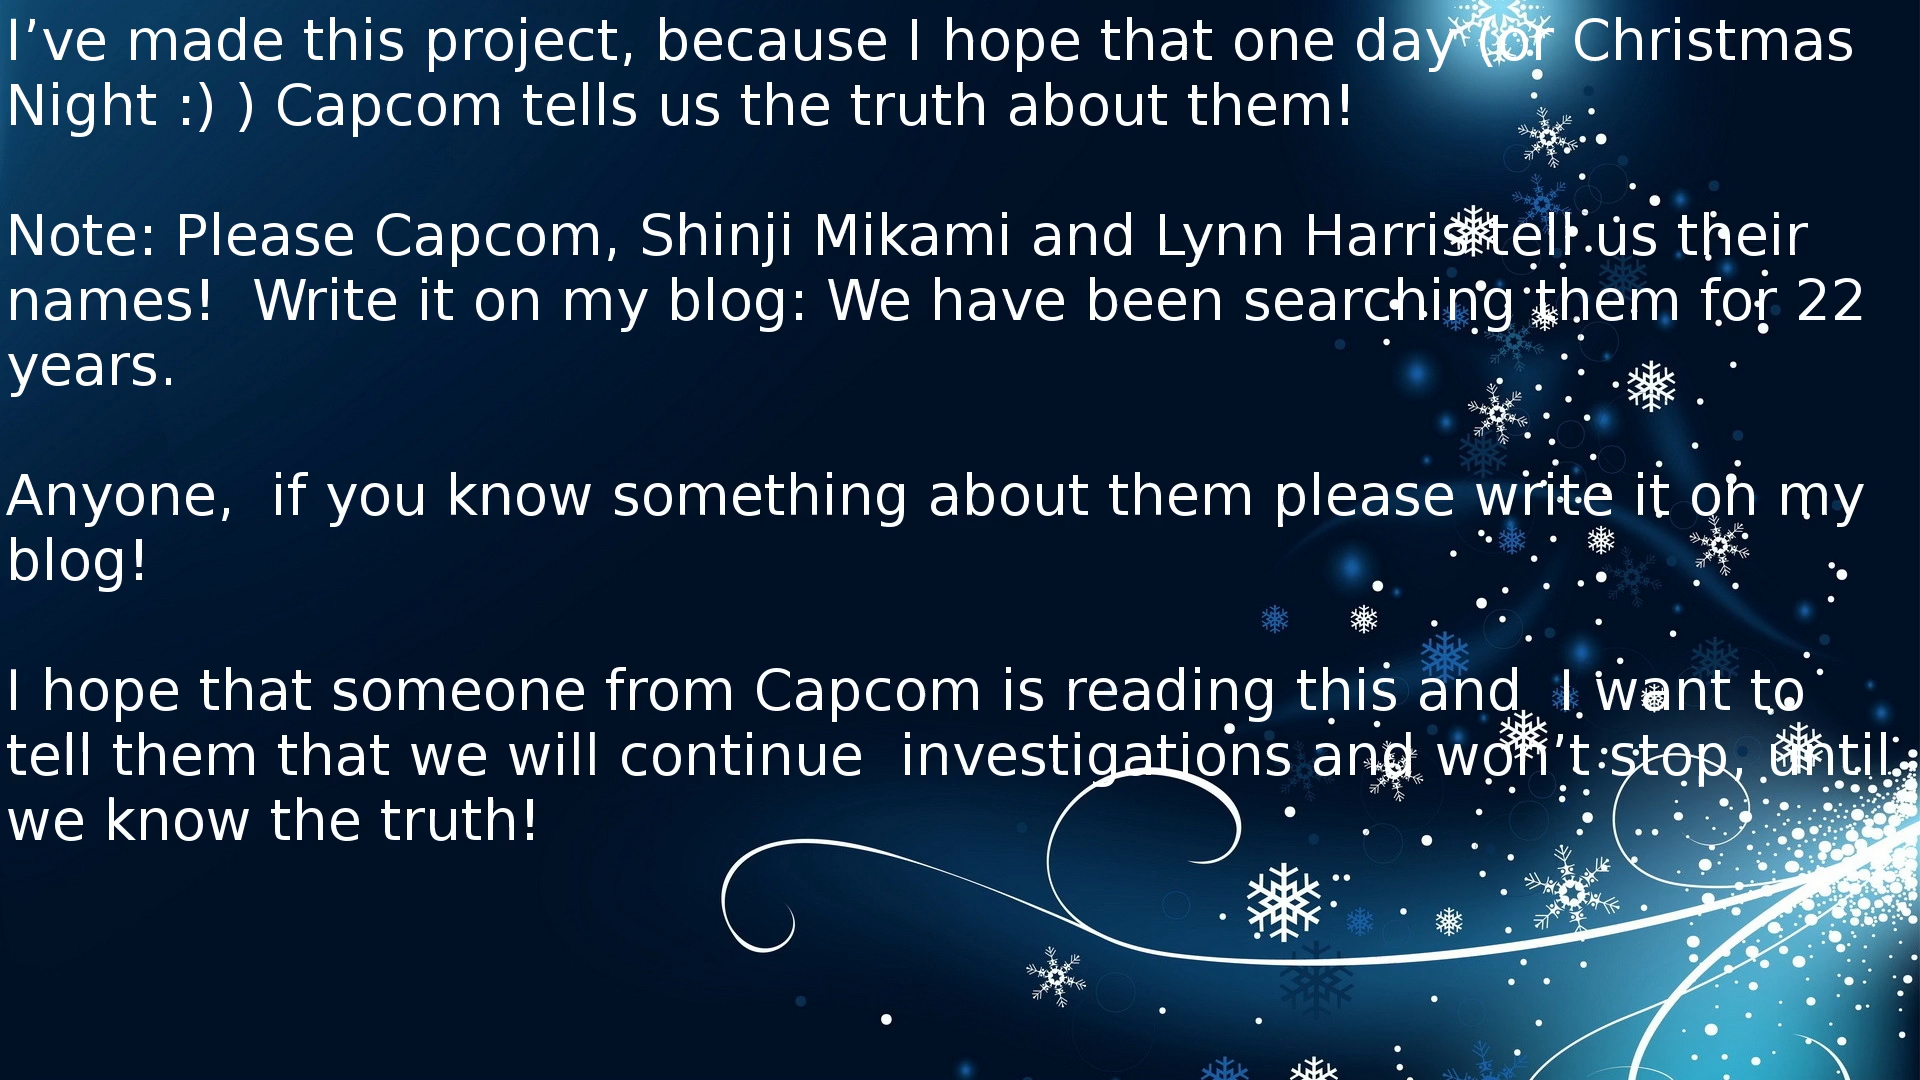 I’ve made this project, because I hope that one day (or Christmas
Night :) ) Capcom tells us the truth about them!
Note: Please Capcom, Shinji Mikami and Lynn Harris tell us their
names!  Write it on my blog: We have been searching them for 22
years.
Anyone,  if you know something about them please write it on my
blog!
I hope that someone from Capcom is reading this and  I want to
tell them that we will continue  investigations and won’t stop, until
we know the truth!